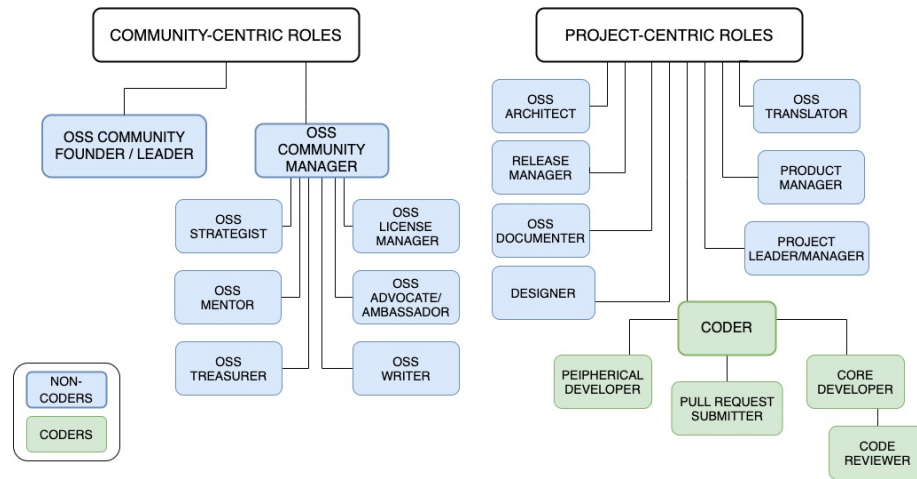 COMMUNITY-CENTRIC ROLES
OSS COMMUNITY
FOUNDER / LEADER
OSS
COMMUNITY
MANAGER
OSS
STRATEGIST
OSS
LICENSE
MANAGER
OSS
MENTOR
OSS
ADVOCATE/
AMBASSADOR
OSS
TREASURER
OSS
WRITER
NON-
CODERS
CODERS
PROJECT-CENTRIC ROLES
OSS
ARCHITECT
OSS
TRANSLATOR
RELEASE
MANAGER
PRODUCT
MANAGER
OSS
DOCUMENTER
PROJECT
LEADER/MANAGER
DESIGNER
CODER
PEIPHERICAL
DEVELOPER
PULL REQUEST
SUBMITTER
CORE
DEVELOPER
CODE
REVIEWER